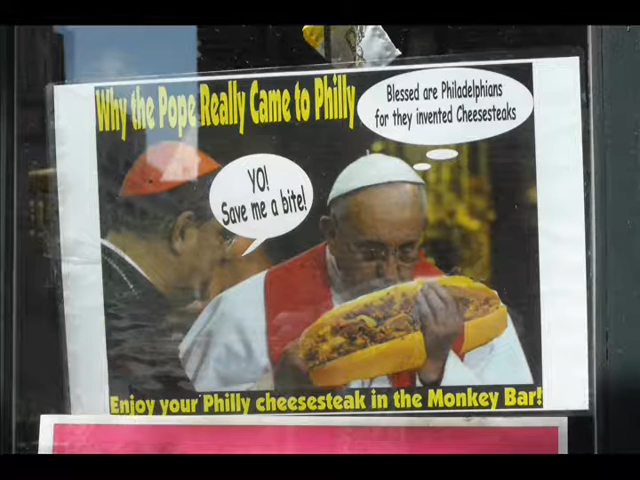 Why the Pope Really Came to Philly
Blessed are Philadelphians
for they invented Cheesesteaks
YO!
Save me a bite!
Enjoy your Philly cheesesteak in the Monkey Bar!